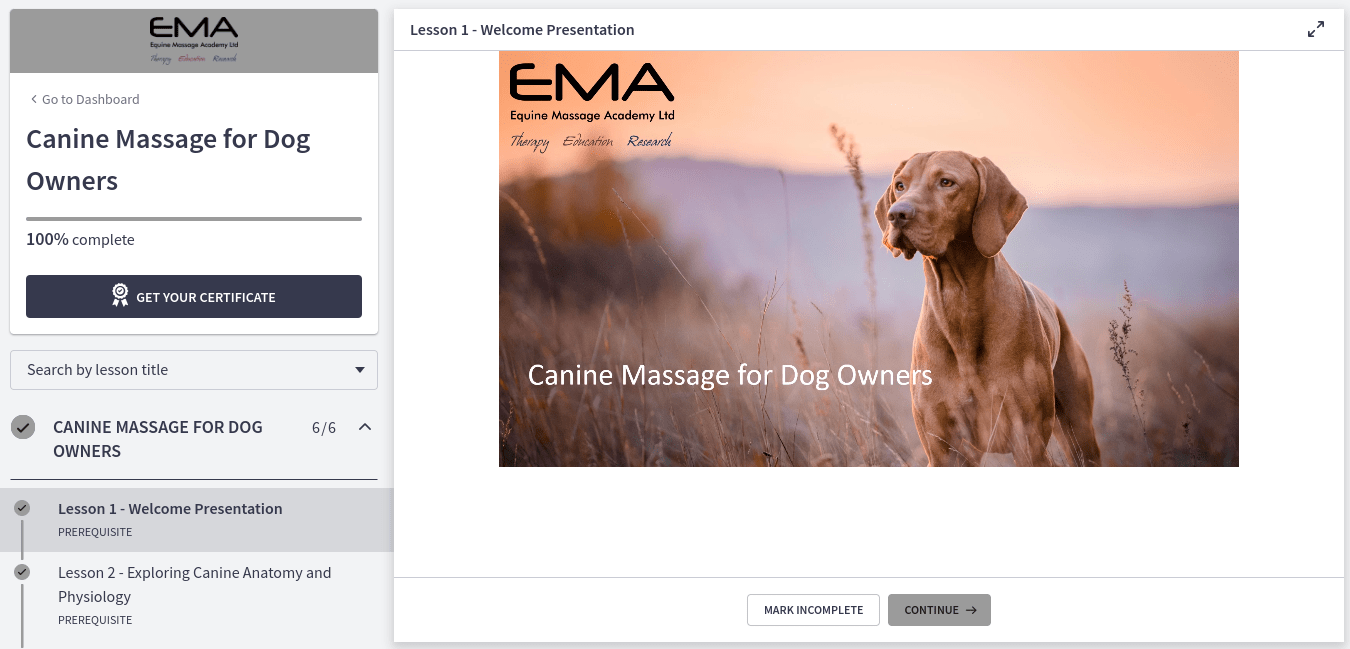 EMA
Equine Massage Academy Ltd
Therapy Education Research
Go to Dashboard
Canine Massage for Dog
Owners
100% complete
GET YOUR CERTIFICATE
Search by lesson title
CANINE MASSAGE FOR DOG
OWNERS
6/6
Lesson 1 - Welcome Presentation
PREREQUISITE
Lesson 2 - Exploring Canine Anatomy and
Physiology
PREREQUISITE
Lesson 1 - Welcome Presentation
EMA
Equine Massage Academy Ltd
Therapy Education Research
Canine Massage for Dog Owners
MARK INCOMPLETE
CONTINUE